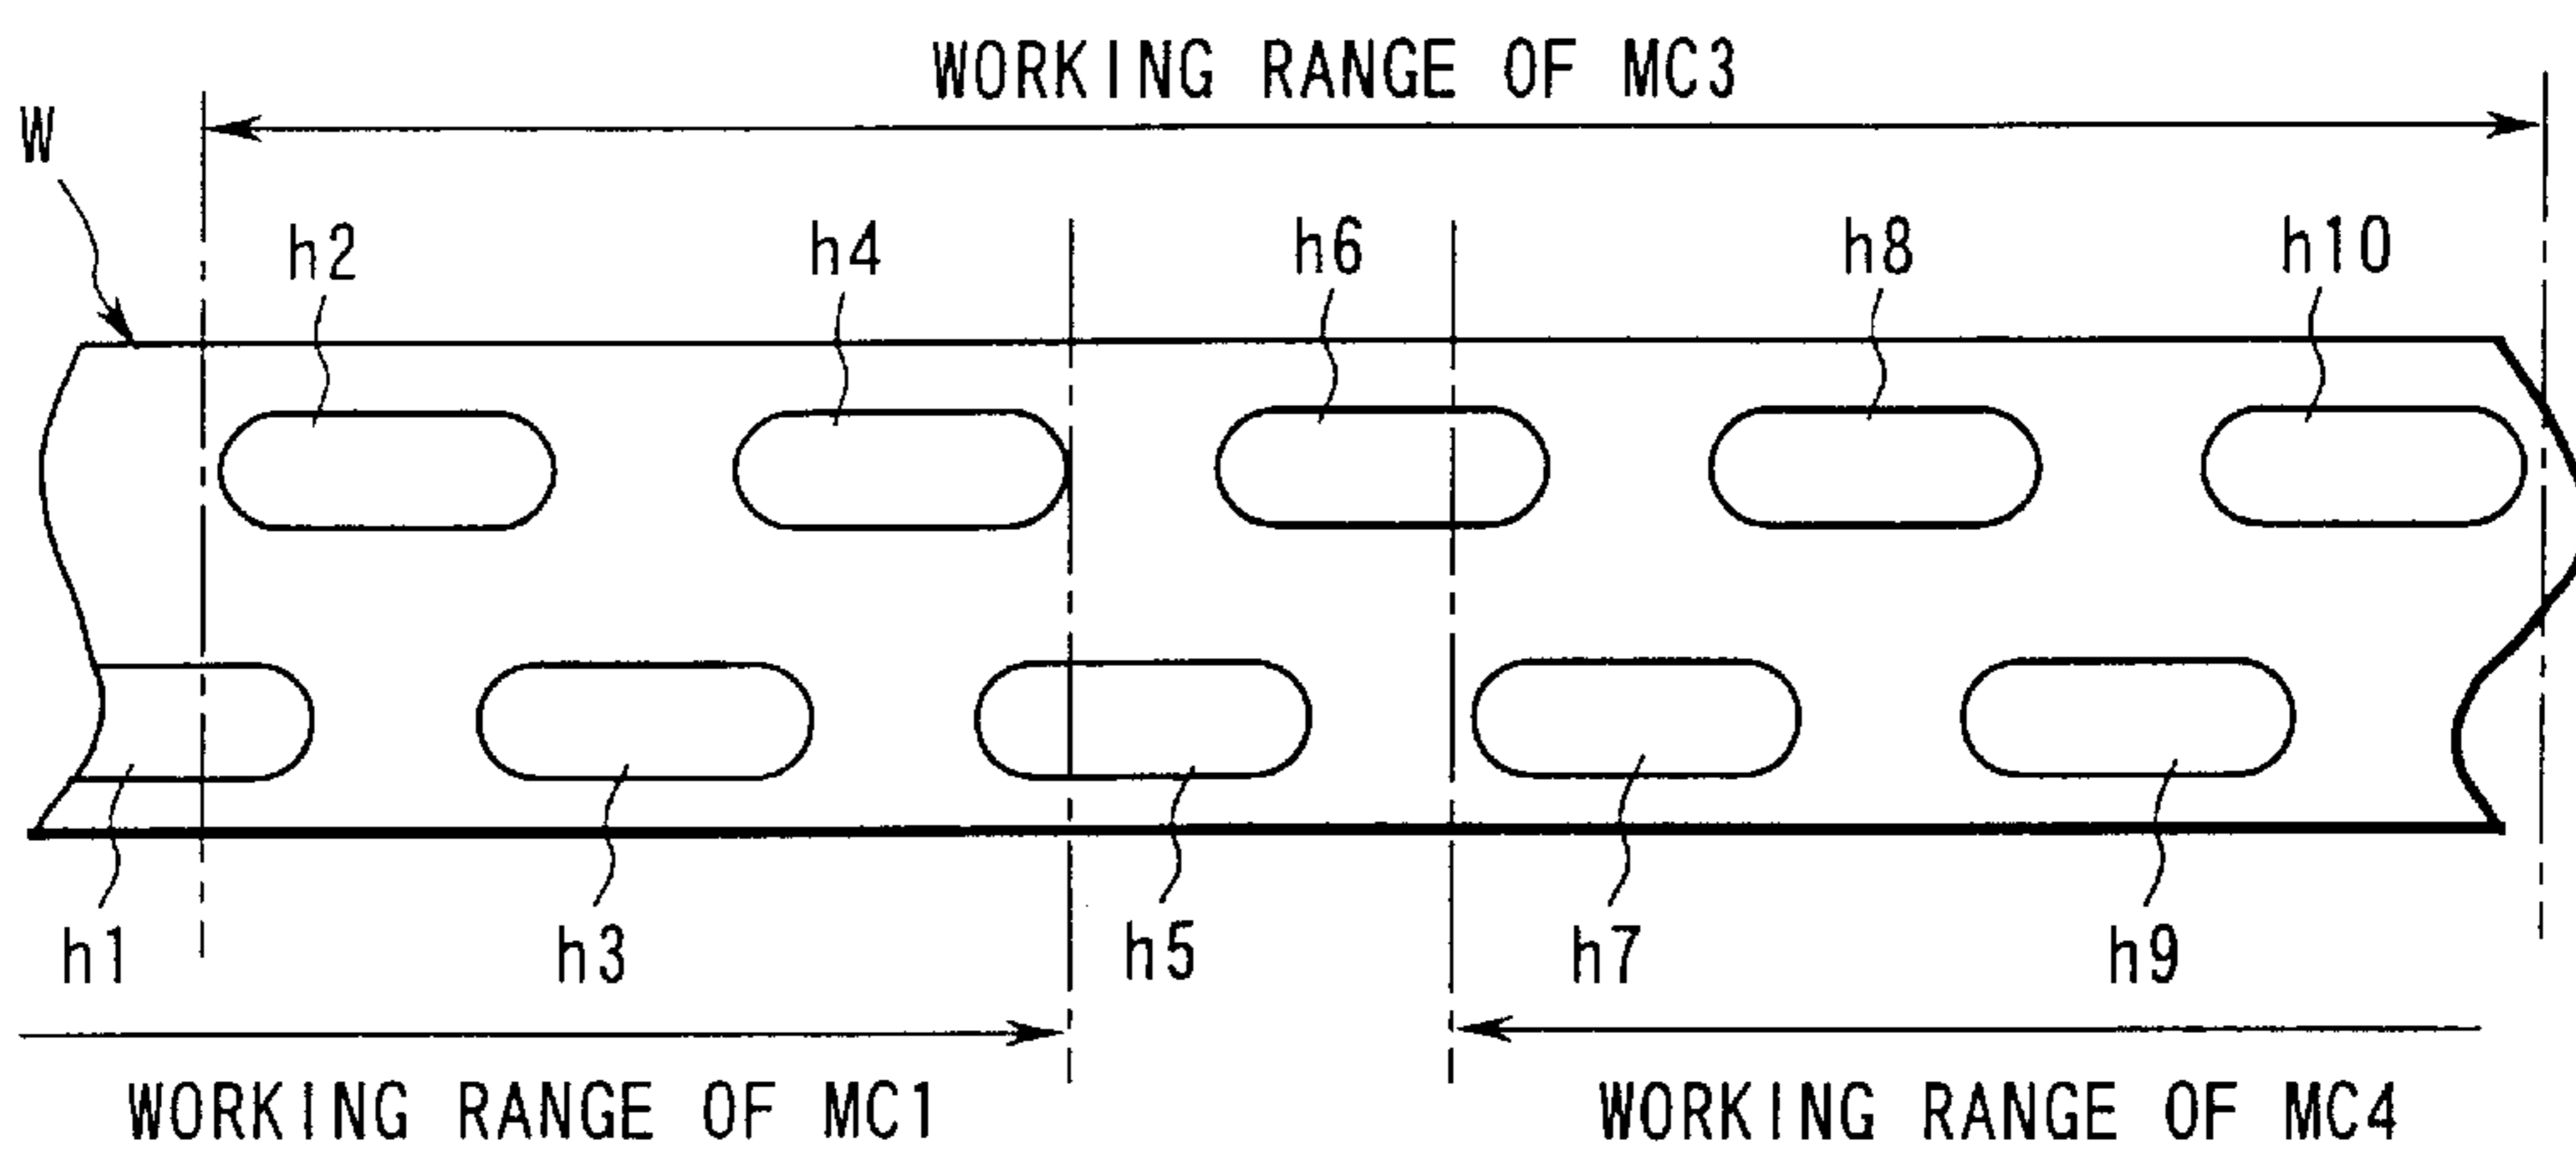 WORKING RANGE OF MC3
W
h2 h4 h6 h8 h10
h1 h3 h5 h7 h9
WORKING RANGE OF MC1 WORKING RANGE OF MC4